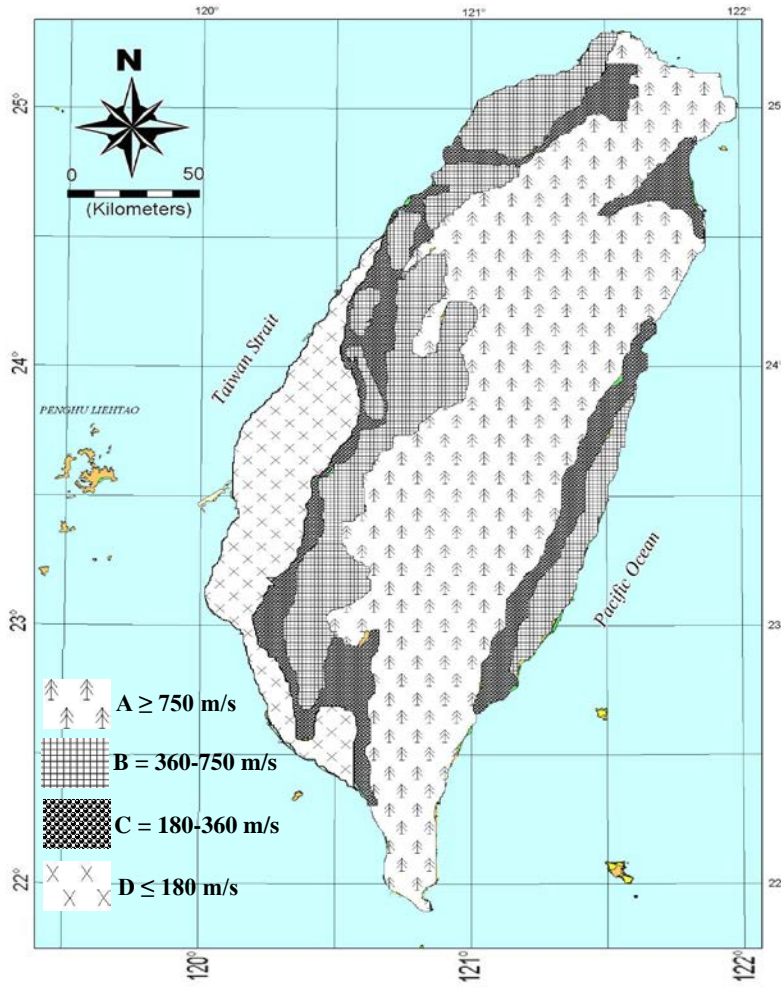 120°
121°
122°
N
25°
25
0
50
(Kilometers)
Taiwan Strait
24°
24°
PENGHU LIEHTAO
Pacific Ocean
23°
23°
A ≥ 750 m/s
B = 360-750 m/s
C = 180-360 m/s
D ≤ 180 m/s
22°
22
120°
121°
122°